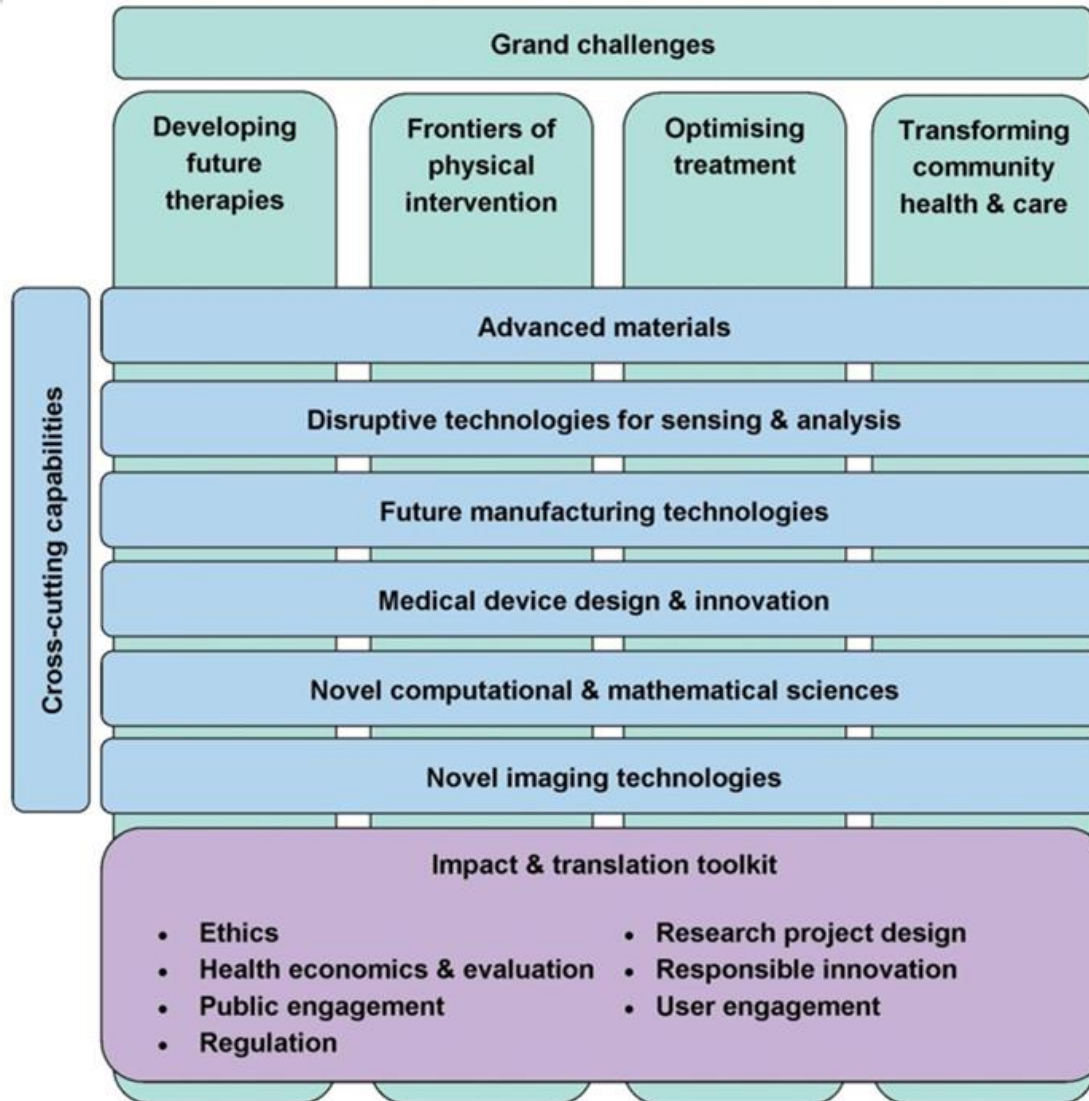 Grand challenges
Developing
future
therapies
Frontiers of
physical
intervention
Optimising
treatment
Transforming
community
health & care
Cross-cutting capabilities
Advanced materials
Disruptive technologies for sensing & analysis
Future manufacturing technologies
Medical device design & innovation
Novel computational & mathematical sciences
Novel imaging technologies
Impact & translation toolkit
• Ethics
• Health economics & evaluation
• Public engagement
• Regulation
• Research project design
• Responsible innovation
• User engagement